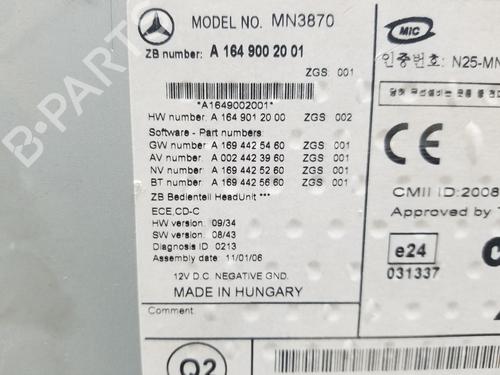 MODEL NO. MN3870
ZB number: A 164 900 20 01
ZGS: 001
*A1649002001*
HW number: A 164 901 20 00 ZGS: 002
Software - Part numbers:
GW number: A 169 442 54 60 ZGS: 001
AV number: A 002 442 39 60 ZGS: 001
NV number: A 169 442 52 60 ZGS: 001
BT number: A 169 442 56 60 ZGS: 001
ZB Bedienteil HeadUnit ***
ECE,CD-C
HW version: 09/34
SW version: 08/43
Diagnosis ID 0213
Assembly date: 11/01/06
12V D.C. NEGATIVE GND.
MADE IN HUNGARY
Comment:
Q2
MIC
인증번호: N25-MN
CE
CMII ID:2008
Approved by
e24
031337
B-PARTS